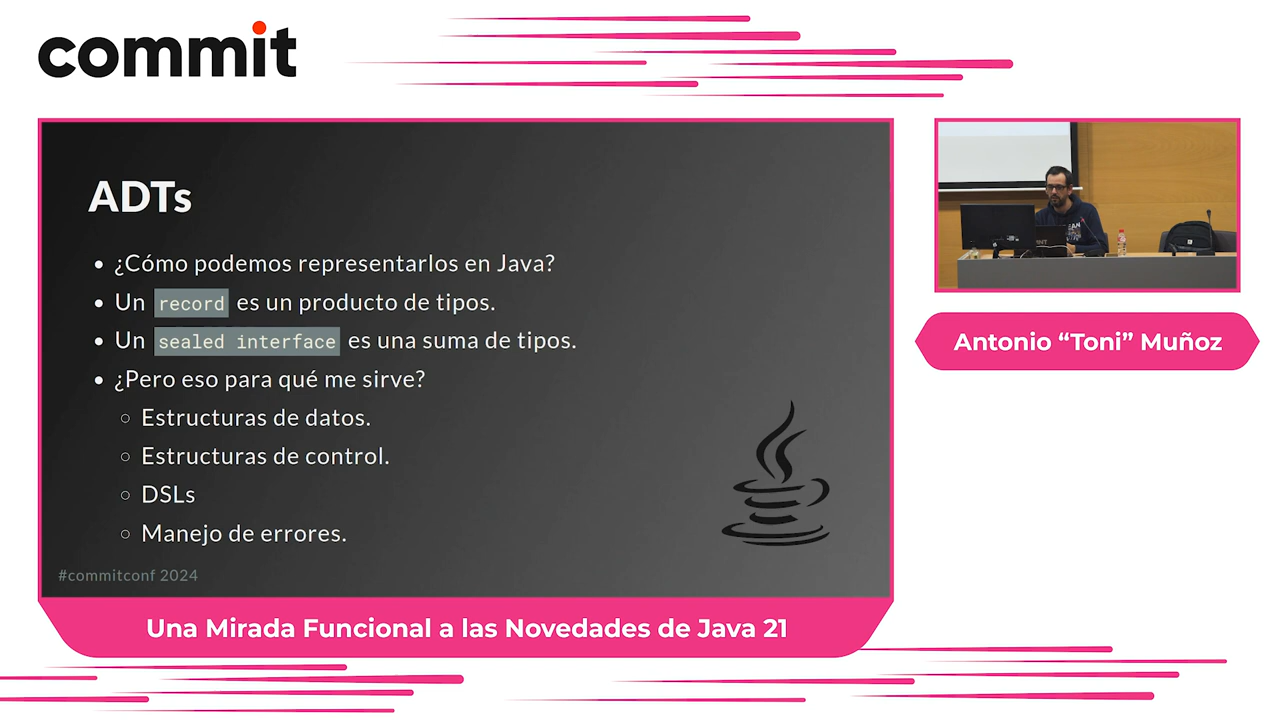 commit
ADTs
¿Cómo podemos representarlos en Java?
Un record es un producto de tipos.
Un sealed interface es una suma de tipos.
¿Pero eso para qué me sirve?
Estructuras de datos.
Estructuras de control.
DSLs
Manejo de errores.
#commitconf 2024
Una Mirada Funcional a las Novedades de Java 21
Antonio “Toni” Muñoz